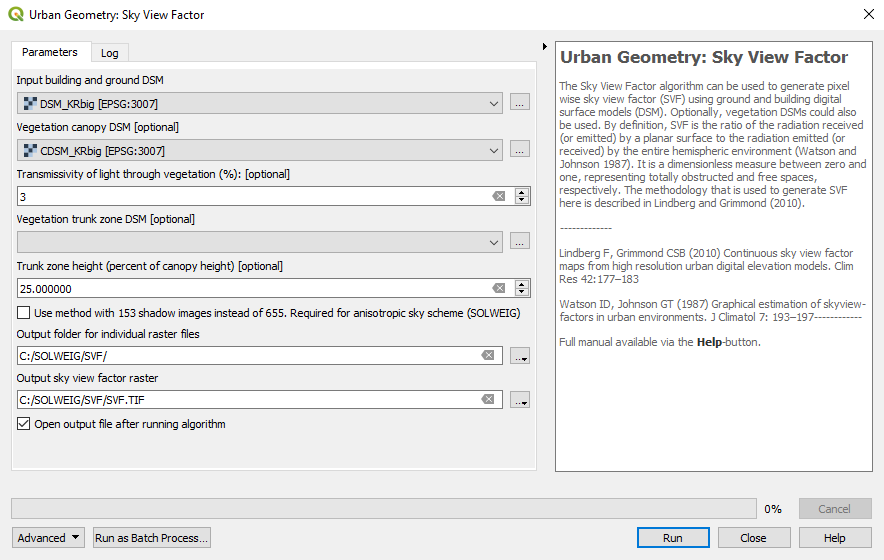 Urban Geometry: Sky View Factor
Parameters
Log
Input building and ground DSM
DSM_KRbig [EPSG:3007]
...
Vegetation canopy DSM [optional]
CDSM_KRbig [EPSG:3007]
...
Transmissivity of light through vegetation (%): [optional]
3
Vegetation trunk zone DSM [optional]
...
Trunk zone height (percent of canopy height) [optional]
25.000000
Use method with 153 shadow images instead of 655. Required for anisotropic sky scheme (SOLWEIG)
Output folder for individual raster files
C:/SOLWEIG/SVF/
...
Output sky view factor raster
C:/SOLWEIG/SVF/SVF.TIF
...
Open output file after running algorithm
Urban Geometry: Sky View Factor
The Sky View Factor algorithm can be used to generate pixel
wise sky view factor (SVF) using ground and building digital
surface models (DSM). Optionally, vegetation DSMs could also
be used. By definition, SVF is the ratio of the radiation received
(or emitted) by a planar surface to the radiation emitted (or
received) by the entire hemispheric environment (Watson and
Johnson 1987). It is a dimensionless measure between zero and
one, representing totally obstructed and free spaces,
respectively. The methodology that is used to generate SVF
here is described in Lindberg and Grimmond (2010).
-------------
Lindberg F, Grimmond CSB (2010) Continuous sky view factor
maps from high resolution urban digital elevation models. Clim
Res 42:177–183
Watson ID, Johnson GT (1987) Graphical estimation of skyview-
factors in urban environments. J Climatol 7: 193–197------------
Full manual available via the Help-button.
0%
Cancel
Advanced
Run as Batch Process...
Run
Close
Help